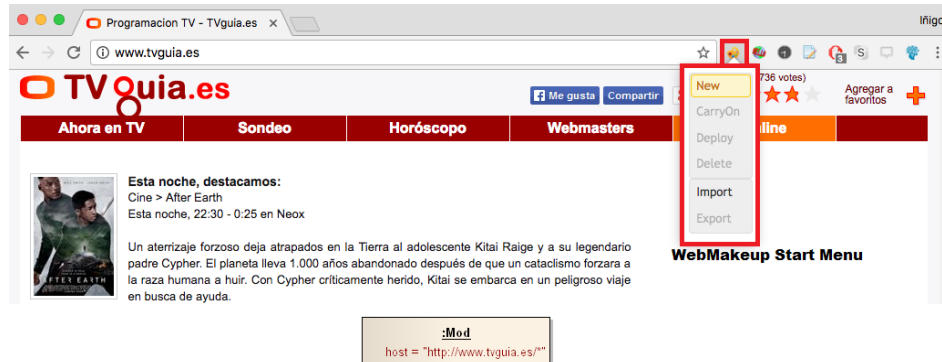 Programacion TV - TVguia.es
Iñigo
www.tvguia.es
3
S
TVguia.es
Me gusta Compartir
736 votes)
Agregar a
favoritos
Ahora en TV Sondeo Horóscopo Webmasters line
New
CarryOn
Deploy
Delete
Import
Export
Esta noche, destacamos:
Cine > After Earth
Esta noche, 22:30 - 0:25 en Neox
Un aterrizaje forzoso deja atrapados en la Tierra al adolescente Kitai Raige y a su legendario
padre Cypher. El planeta lleva 1.000 años abandonado después de que un cataclismo forzara a
la raza humana a huir. Con Cypher críticamente herido, Kitai se embarca en un peligroso viaje
en busca de ayuda.
AFTER EARTH
WebMakeup Start Menu
:Mod
host = "http://www.tvguia.es/*"